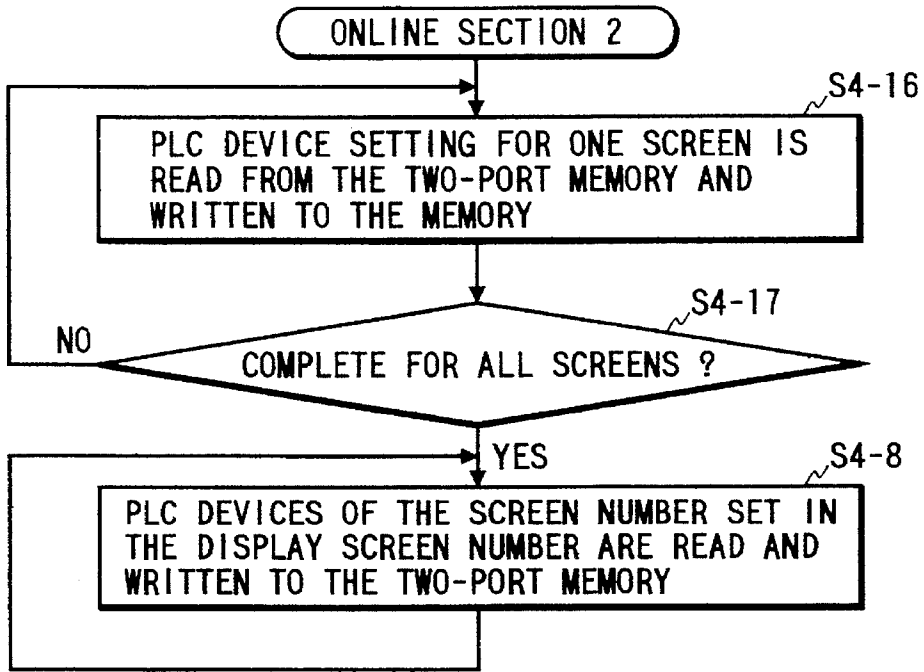 ONLINE SECTION 2
S4-16
PLC DEVICE SETTING FOR ONE SCREEN IS
READ FROM THE TWO-PORT MEMORY AND
WRITTEN TO THE MEMORY
S4-17
NO
COMPLETE FOR ALL SCREENS ?
YES
S4-8
PLC DEVICES OF THE SCREEN NUMBER SET IN
THE DISPLAY SCREEN NUMBER ARE READ AND
WRITTEN TO THE TWO-PORT MEMORY